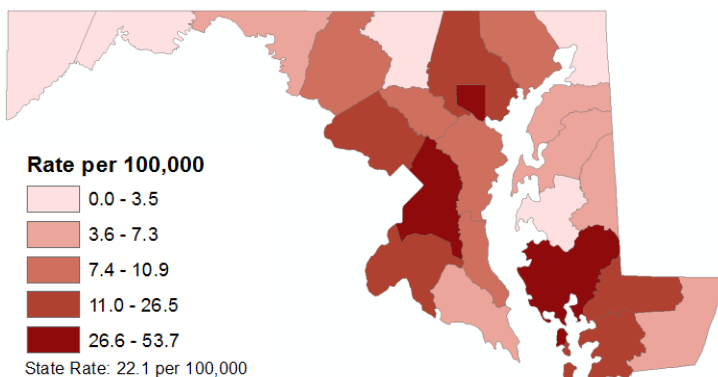 Rate per 100,000
0.0 - 3.5
3.6 - 7.3
7.4 - 10.9
11.0 - 26.5
26.6 - 53.7
State Rate: 22.1 per 100,000